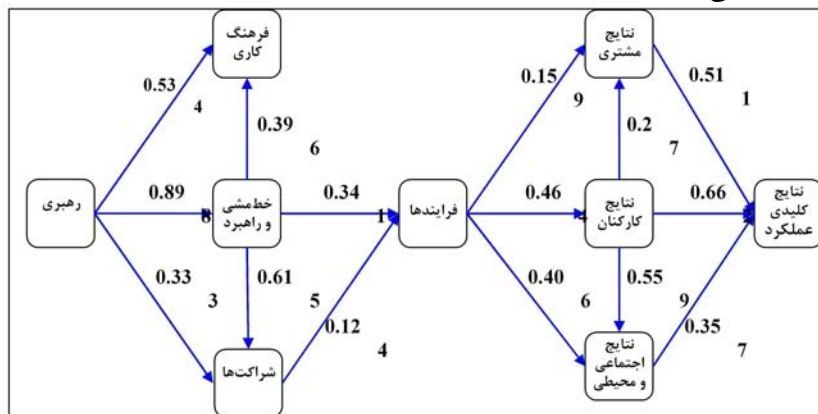 فرهنگ
کاری
نتایج
مشتری
0.53
4
0.15
9
0.51
1
0.39
6
0.2
7
رهبری
0.89
8
خط‌مشی
و راهبرد
0.34
1
فرایندها
0.46
4
نتایج
کارکنان
0.66
نتایج
کلیدی
عملکرد
0.33
3
0.61
5
0.12
4
0.40
6
0.55
9
0.35
7
شراکت‌ها
نتایج
اجتماعی
و محیطی